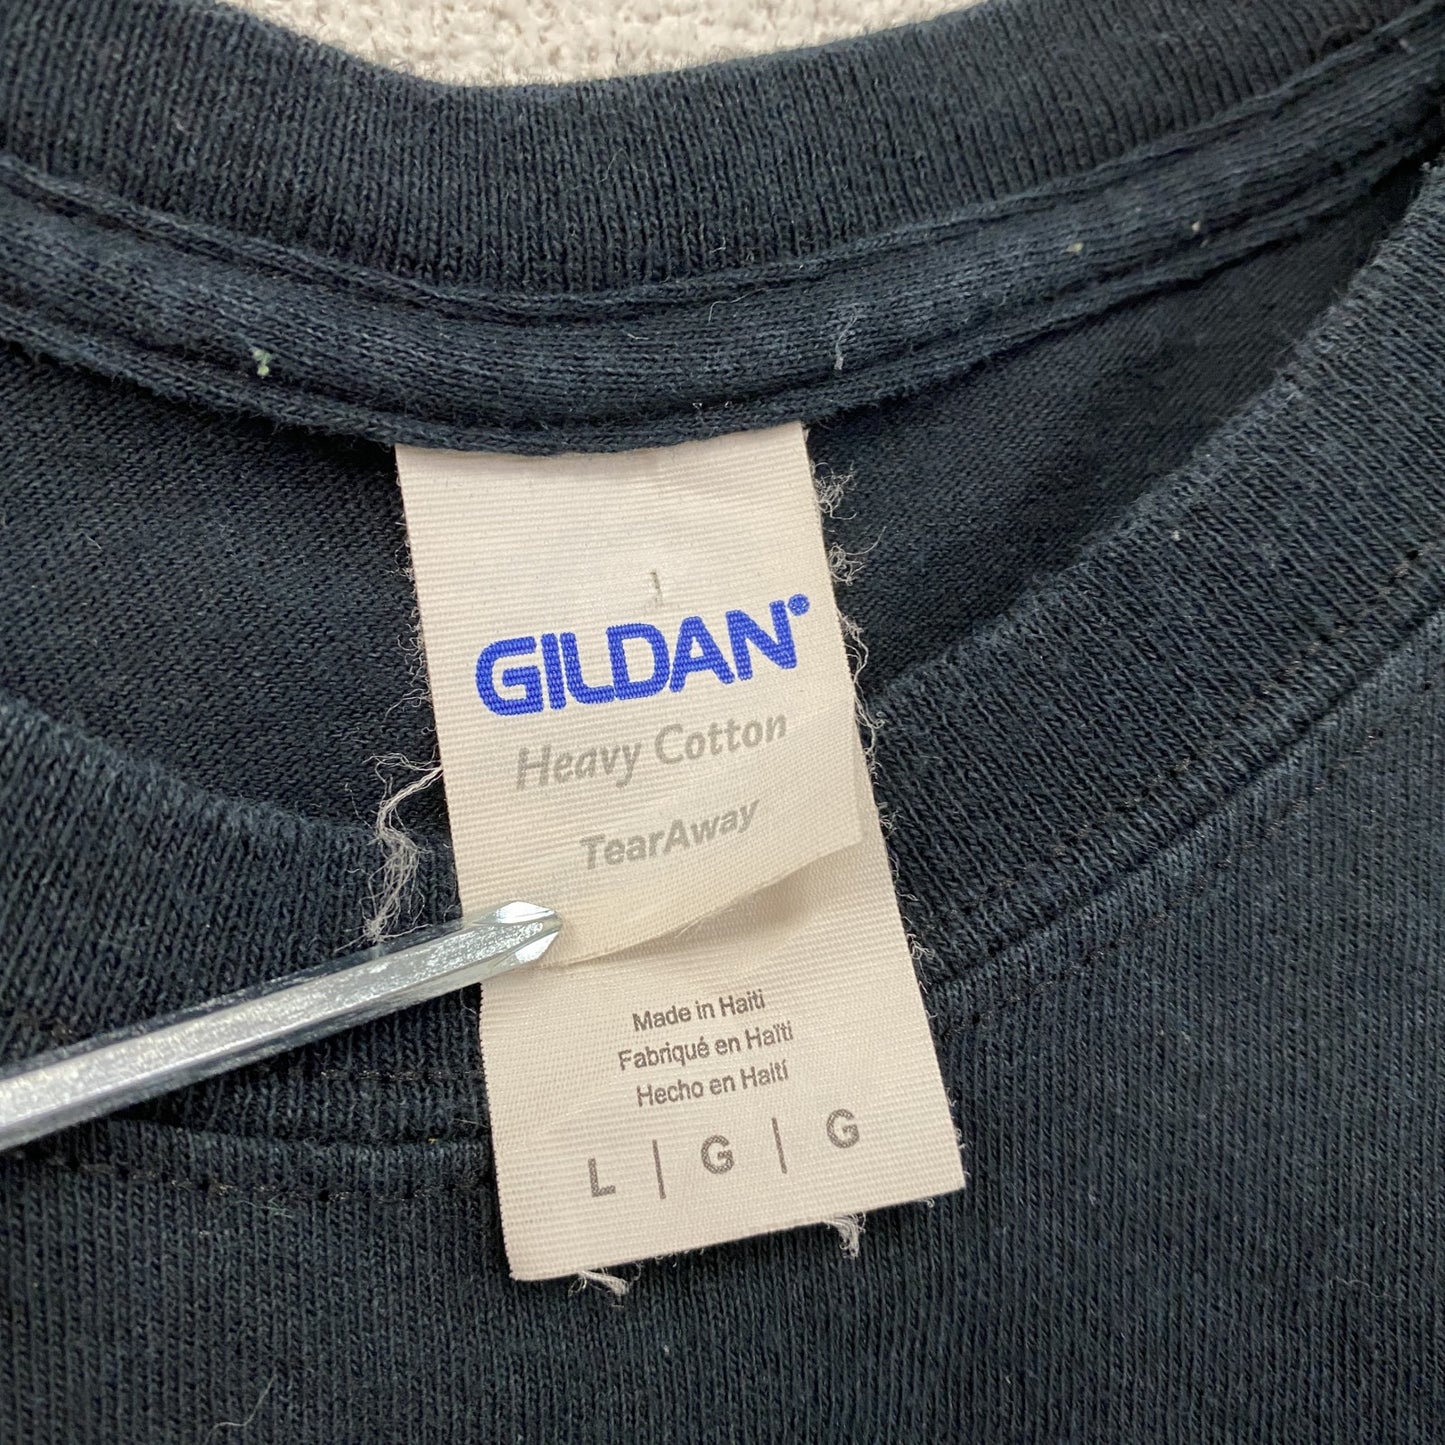 GILDAN
Heavy Cotton
TearAway
Made in Haiti
Fabriqué en Haïti
Hecho en Haití
L | G | G